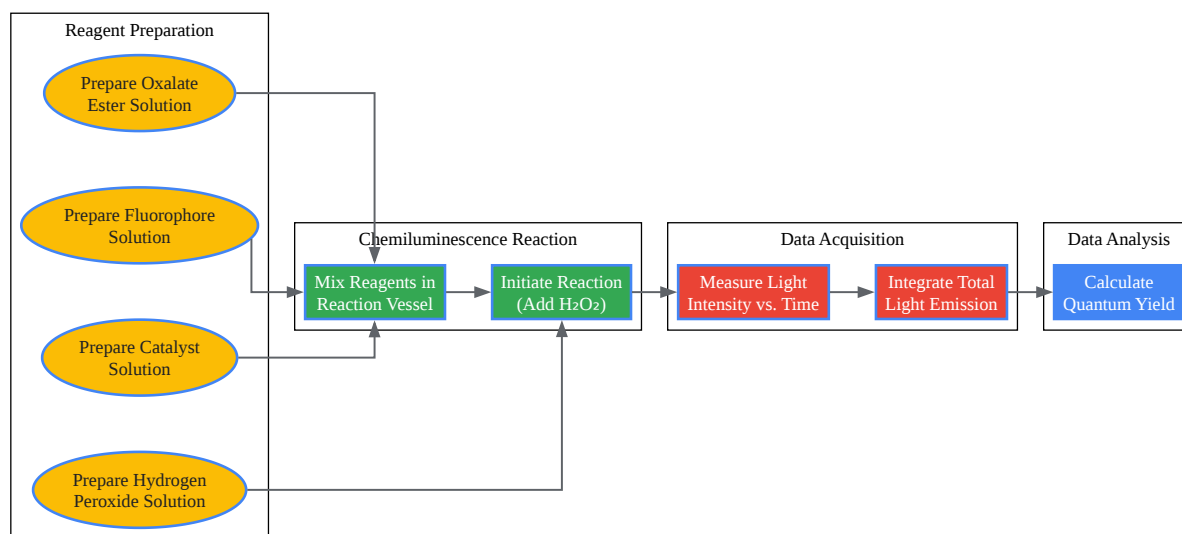 Reagent Preparation
Prepare Oxalate
Ester Solution
Prepare Fluorophore
Solution
Prepare Catalyst
Solution
Prepare Hydrogen
Peroxide Solution
Chemiluminescence Reaction
Mix Reagents in
Reaction Vessel
Initiate Reaction
(Add H₂O₂)
Data Acquisition
Measure Light
Intensity vs. Time
Integrate Total
Light Emission
Data Analysis
Calculate
Quantum Yield